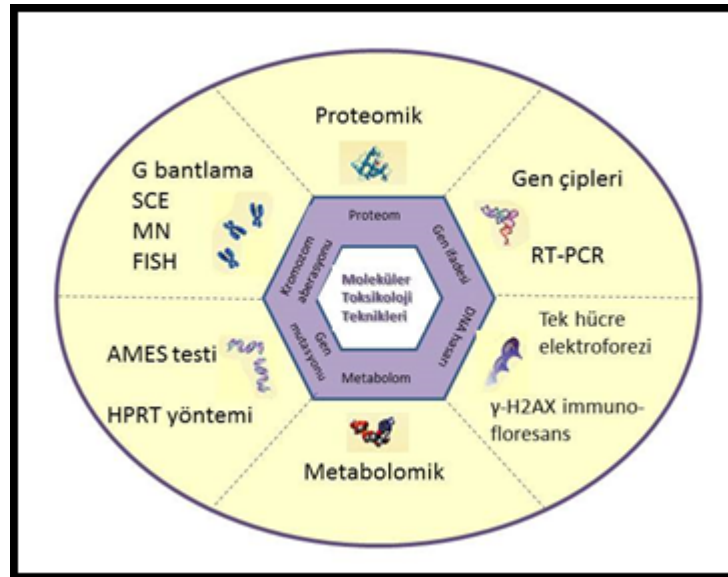 Proteomik
G bantlama
SCE
MN
FISH
Gen çipleri
RT-PCR
Proteom
Kromozom
aberasyonu
Gen ifadesi
Moleküler
Toksikoloji
Teknikleri
Gen
mutasyonu
DNA hasarı
Metabolom
AMES testi
HPRT yöntemi
Tek hücre
elektroforezi
γ-H2AX immuno-
floresans
Metabolomik